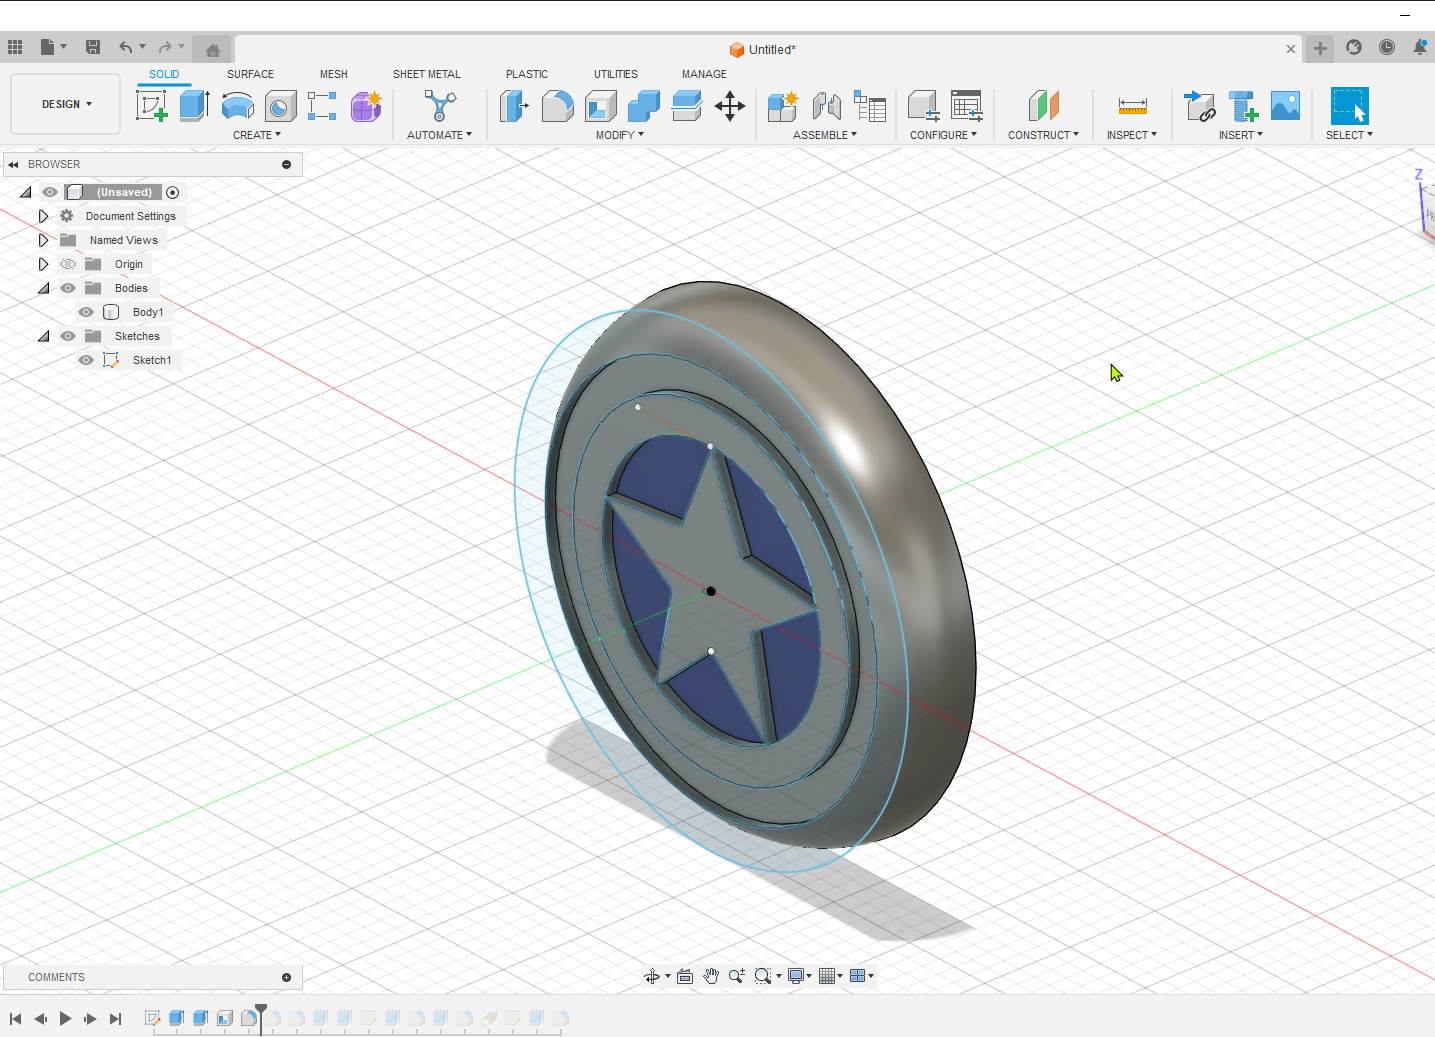 Untitled*
SOLID SURFACE MESH SHEET METAL PLASTIC UTILITIES MANAGE
DESIGN
CREATE AUTOMATE MODIFY ASSEMBLE CONFIGURE CONSTRUCT INSPECT INSERT SELECT
BROWSER
(Unsaved)
Document Settings
Named Views
Origin
Bodies
Body1
Sketches
Sketch1
Z
COMMENTS